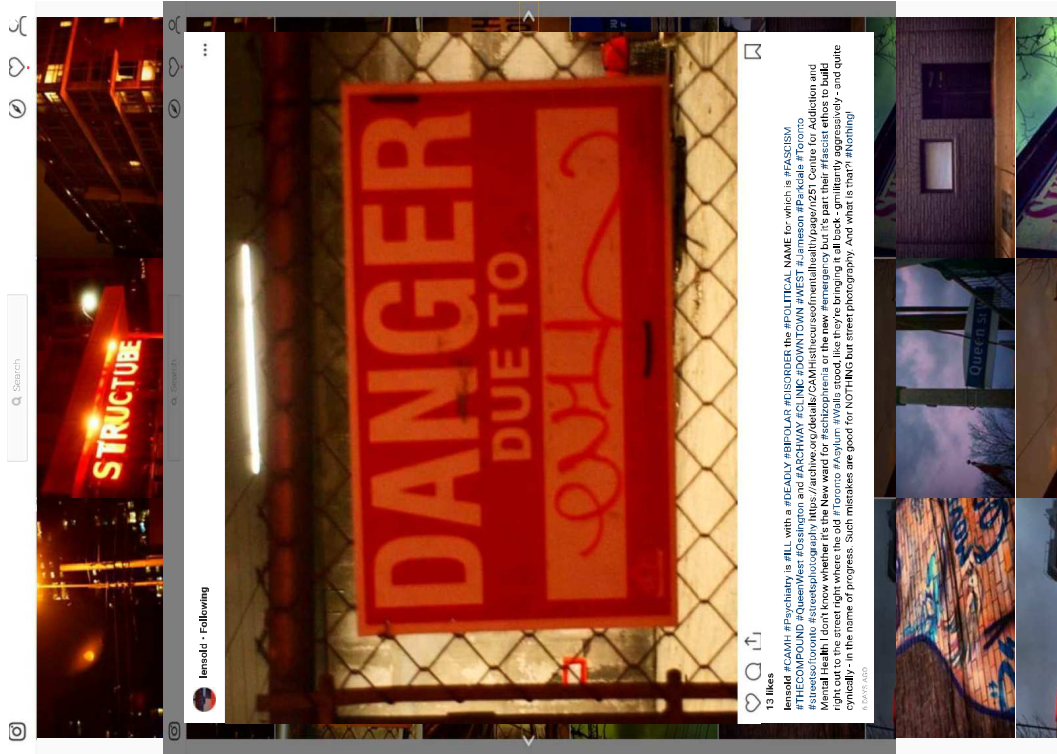 Search
STRUCTUBE
Search
lensold • Following
DANGER
DUE TO
13 likes
lensold #CAMH #Psychiatry is #ILL with a #DEADLY #BIPOLAR #DISORDER the #POLITICAL NAME for which is #FASCISM
#THECOMPOUND #QueenWest #Ossington and #ARCHWAY #CLINIC #DOWNTOWN #WEST #Jameson #Parkdale #Toronto
#streetsoftoronto #streetsphotography https://archive.org/details/CAMHisthecurseofmentalhealth/page/n251 Centre for Addiction and
Mental Health I don't know whether it's the New ward for #schizophrenia or the new #emergency but it's part their #fascist ethos to build
right out to the street right where the old #Toronto #Asylum #Walls stood, like they're bringing it all back - gmilitantly aggressively - and quite
cynically - in the name of progress. Such mistakes are good for NOTHING but street photography. And what is that?! #Nothing!
6 DAYS AGO
Queen St